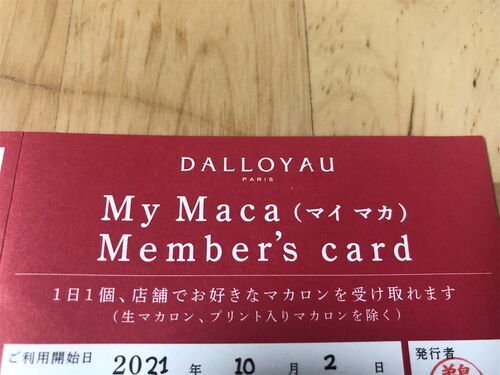 DALLOYAU
PARIS
My Maca（マイ マカ）
Member's card
1日1個、店舗でお好きなマカロンを受け取れます
（生マカロン、プリント入りマカロンを除く）
ご利用開始日 2021 年 10 月 2 日 発行者